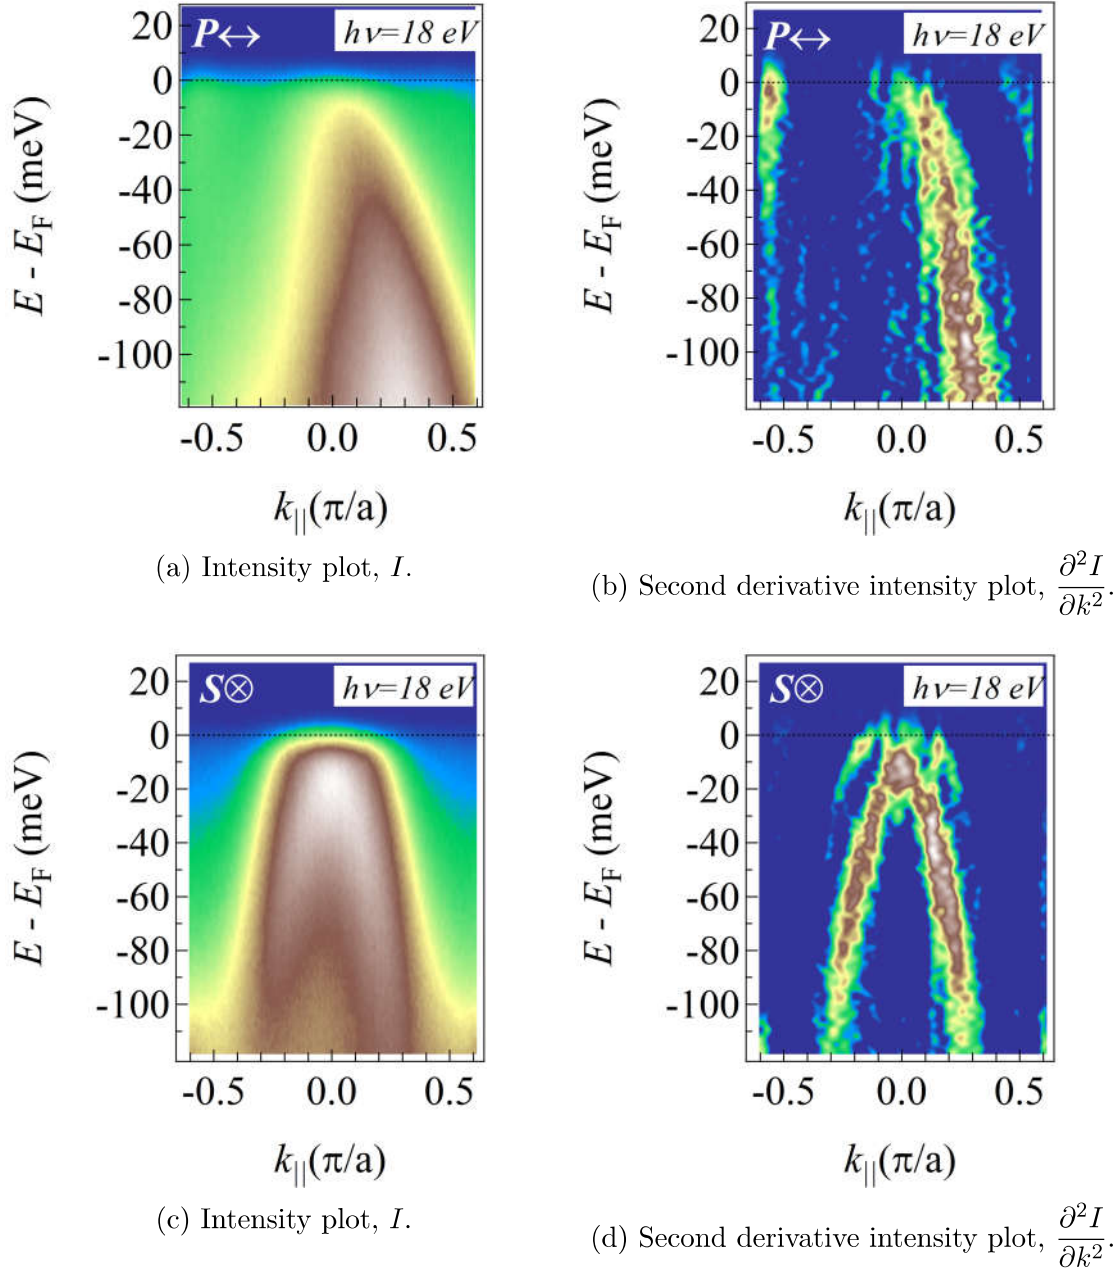 P↔ hν=18 eV
20
0
-20
-40
-60
-80
-100
E - E_F (meV)
-0.5 0.0 0.5
k_||(π/a)
(a) Intensity plot, I.
P↔ hν=18 eV
20
0
-20
-40
-60
-80
-100
E - E_F (meV)
-0.5 0.0 0.5
k_||(π/a)
(b) Second derivative intensity plot, ∂²I/∂k².
S⊗ hν=18 eV
20
0
-20
-40
-60
-80
-100
E - E_F (meV)
-0.5 0.0 0.5
k_||(π/a)
(c) Intensity plot, I.
S⊗ hν=18 eV
20
0
-20
-40
-60
-80
-100
E - E_F (meV)
-0.5 0.0 0.5
k_||(π/a)
(d) Second derivative intensity plot, ∂²I/∂k².